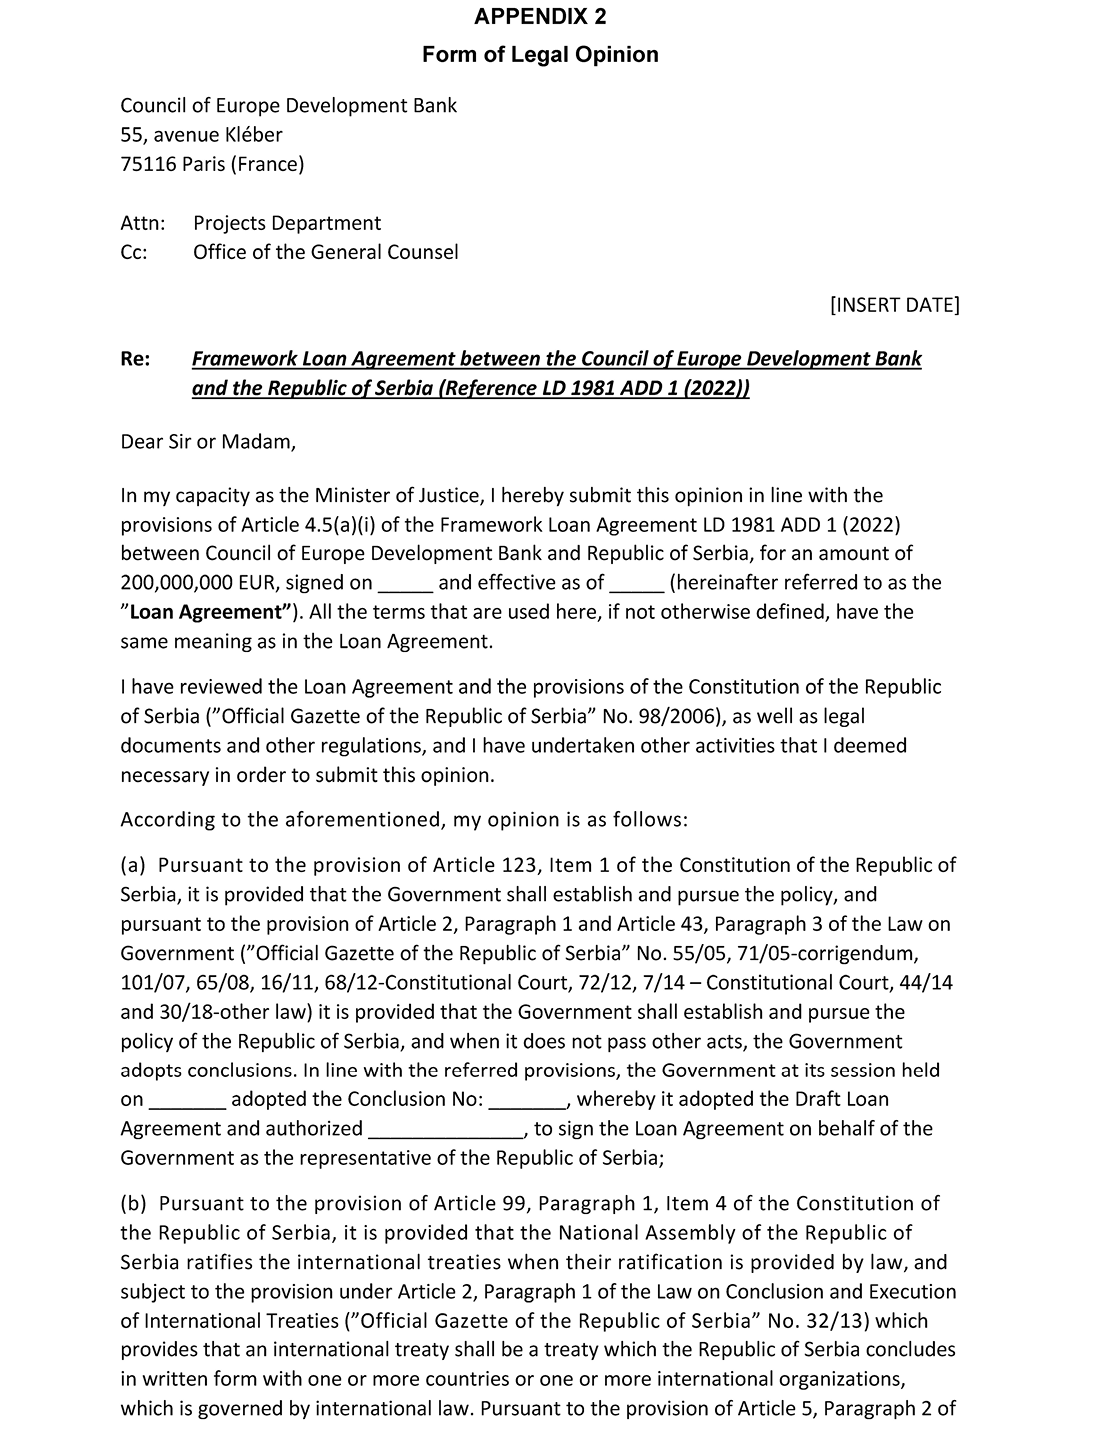 APPENDIX 2
Form of Legal Opinion
Council of Europe Development Bank
55, avenue Kléber
75116 Paris (France)
Attn: Projects Department
Cc: Office of the General Counsel
[INSERT DATE]
Re: Framework Loan Agreement between the Council of Europe Development Bank
and the Republic of Serbia (Reference LD 1981 ADD 1 (2022))
Dear Sir or Madam,
In my capacity as the Minister of Justice, I hereby submit this opinion in line with the
provisions of Article 4.5(a)(i) of the Framework Loan Agreement LD 1981 ADD 1 (2022)
between Council of Europe Development Bank and Republic of Serbia, for an amount of
200,000,000 EUR, signed on _____ and effective as of _____ (hereinafter referred to as the
”Loan Agreement”). All the terms that are used here, if not otherwise defined, have the
same meaning as in the Loan Agreement.
I have reviewed the Loan Agreement and the provisions of the Constitution of the Republic
of Serbia (”Official Gazette of the Republic of Serbia” No. 98/2006), as well as legal
documents and other regulations, and I have undertaken other activities that I deemed
necessary in order to submit this opinion.
According to the aforementioned, my opinion is as follows:
(a) Pursuant to the provision of Article 123, Item 1 of the Constitution of the Republic of
Serbia, it is provided that the Government shall establish and pursue the policy, and
pursuant to the provision of Article 2, Paragraph 1 and Article 43, Paragraph 3 of the Law on
Government (”Official Gazette of the Republic of Serbia” No. 55/05, 71/05-corrigendum,
101/07, 65/08, 16/11, 68/12-Constitutional Court, 72/12, 7/14 – Constitutional Court, 44/14
and 30/18-other law) it is provided that the Government shall establish and pursue the
policy of the Republic of Serbia, and when it does not pass other acts, the Government
adopts conclusions. In line with the referred provisions, the Government at its session held
on _______ adopted the Conclusion No: _______, whereby it adopted the Draft Loan
Agreement and authorized ______________, to sign the Loan Agreement on behalf of the
Government as the representative of the Republic of Serbia;
(b) Pursuant to the provision of Article 99, Paragraph 1, Item 4 of the Constitution of
the Republic of Serbia, it is provided that the National Assembly of the Republic of
Serbia ratifies the international treaties when their ratification is provided by law, and
subject to the provision under Article 2, Paragraph 1 of the Law on Conclusion and Execution
of International Treaties (”Official Gazette of the Republic of Serbia” No. 32/13) which
provides that an international treaty shall be a treaty which the Republic of Serbia concludes
in written form with one or more countries or one or more international organizations,
which is governed by international law. Pursuant to the provision of Article 5, Paragraph 2 of